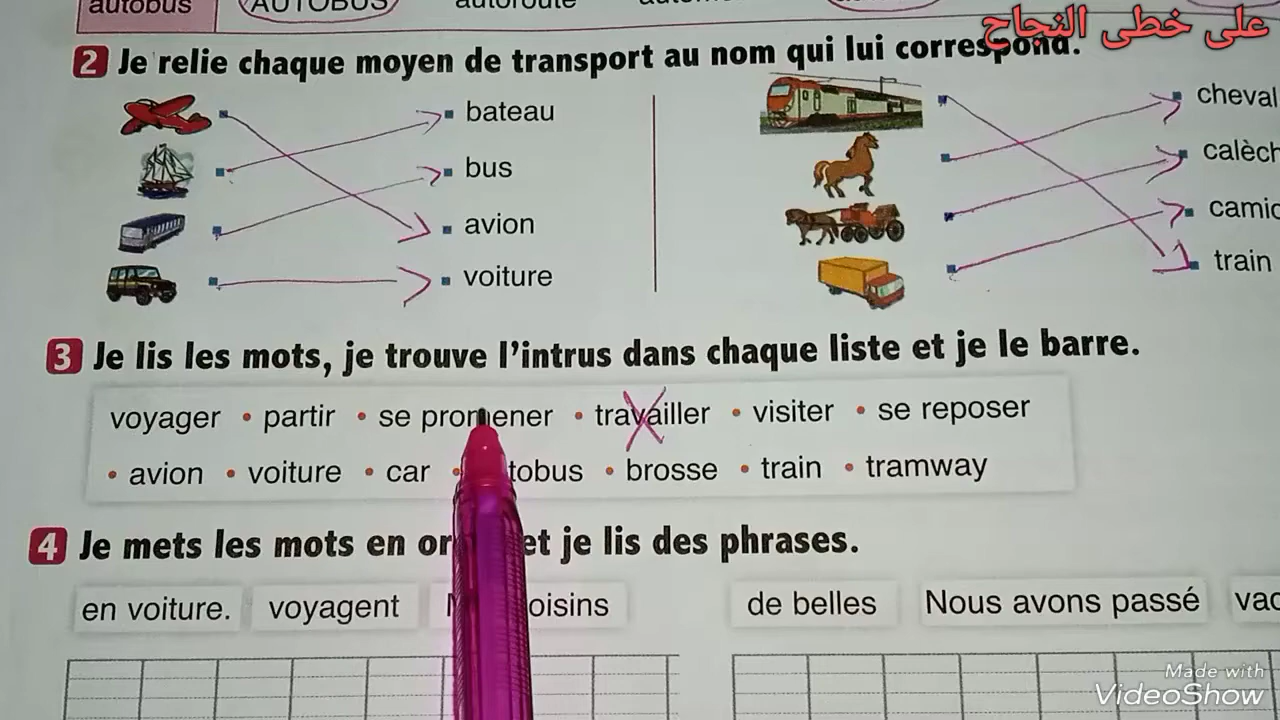 autobus AUTOBUS autoroute
على خطى النجاح
2 Je relie chaque moyen de transport au nom qui lui correspond.
bateau
bus
avion
voiture
cheval
calèch
camio
train
3 Je lis les mots, je trouve l'intrus dans chaque liste et je le barre.
voyager • partir • se promener • travailler • visiter • se reposer
• avion • voiture • car • tobus • brosse • train • tramway
4 Je mets les mots en or et je lis des phrases.
en voiture. voyagent oisins de belles Nous avons passé vac
Made with
VideoShow